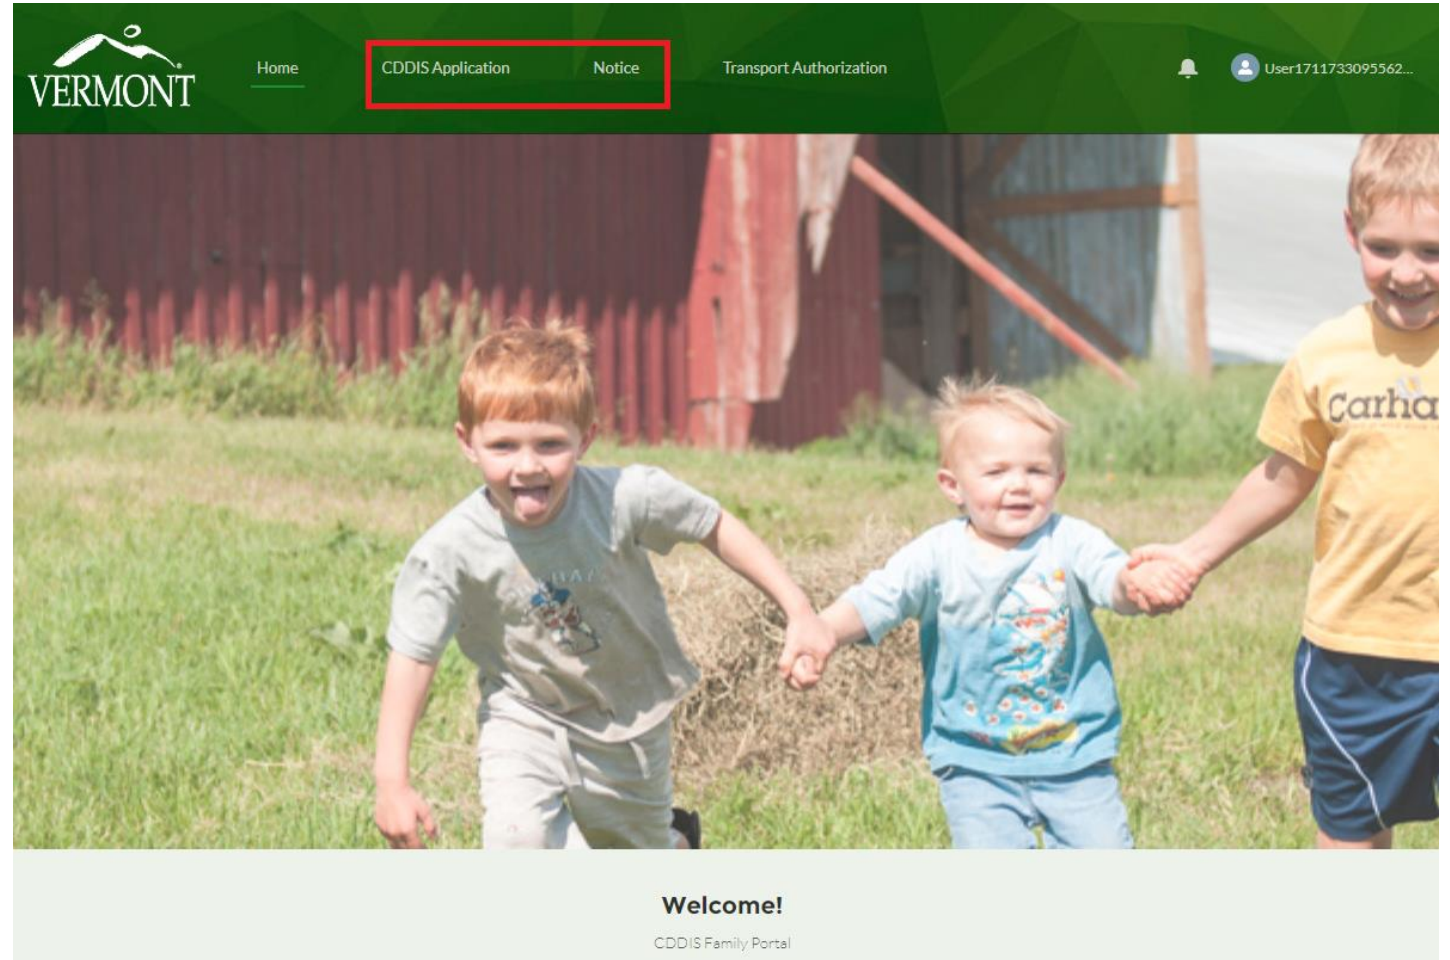 VERMONT
Home CDDIS Application Notice Transport Authorization User1711733095562...
Carha
Welcome!
CDDIS Family Portal